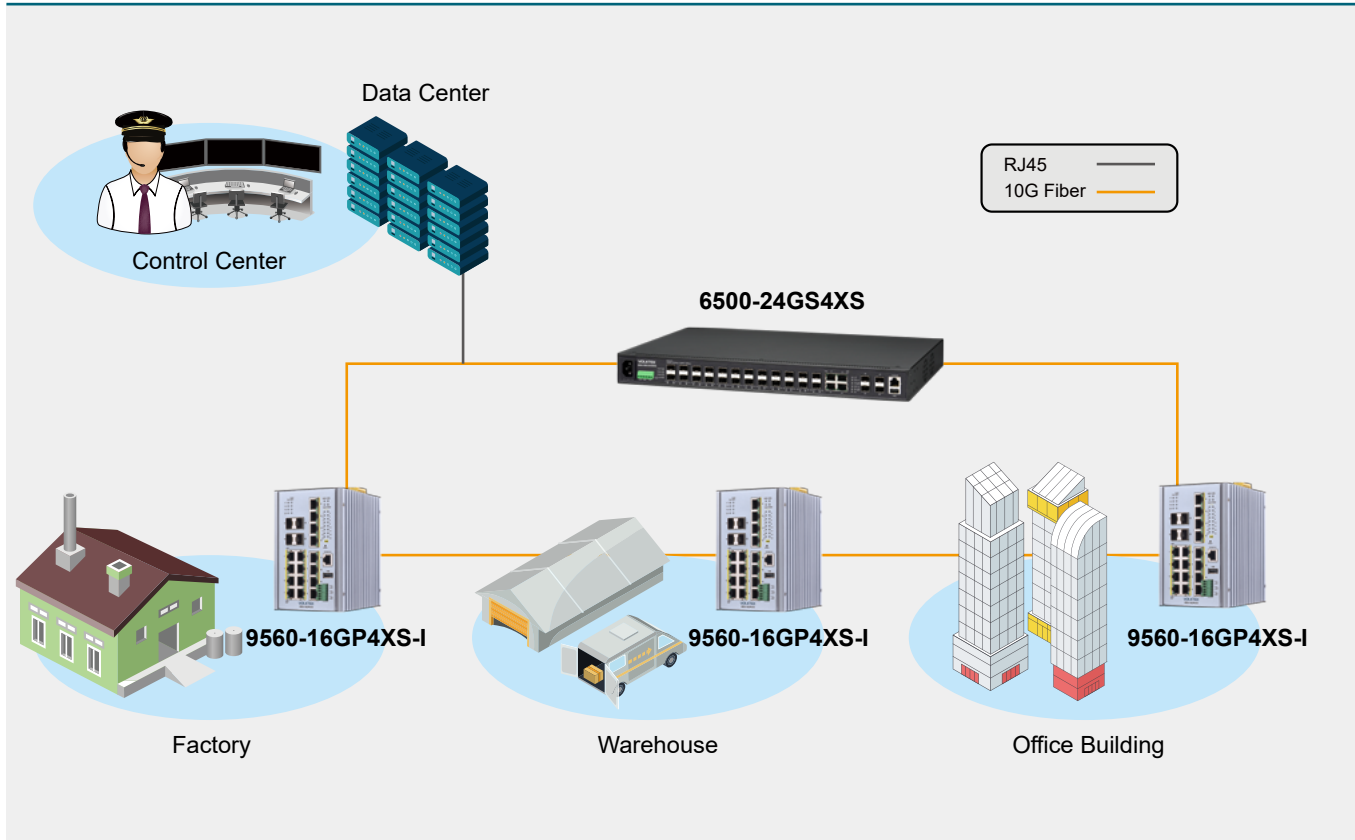 Data Center
Control Center
RJ45
10G Fiber
6500-24GS4XS
9560-16GP4XS-I
9560-16GP4XS-I
9560-16GP4XS-I
Factory
Warehouse
Office Building